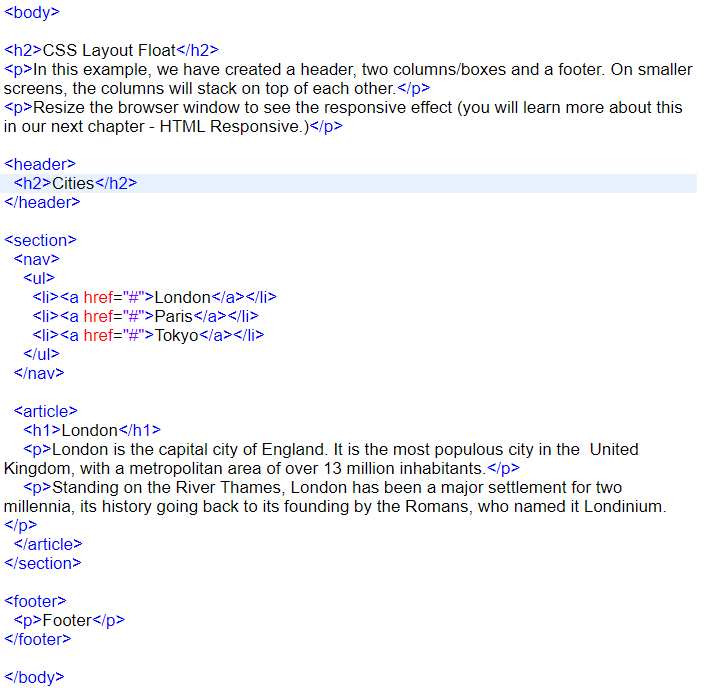 <body>
<h2>CSS Layout Float</h2>
<p>In this example, we have created a header, two columns/boxes and a footer. On smaller
screens, the columns will stack on top of each other.</p>
<p>Resize the browser window to see the responsive effect (you will learn more about this
in our next chapter - HTML Responsive.)</p>
<header>
  <h2>Cities</h2>
</header>
<section>
  <nav>
    <ul>
      <li><a href="#">London</a></li>
      <li><a href="#">Paris</a></li>
      <li><a href="#">Tokyo</a></li>
    </ul>
  </nav>
  <article>
    <h1>London</h1>
    <p>London is the capital city of England. It is the most populous city in the  United
Kingdom, with a metropolitan area of over 13 million inhabitants.</p>
    <p>Standing on the River Thames, London has been a major settlement for two
millennia, its history going back to its founding by the Romans, who named it Londinium.
</p>
  </article>
</section>
<footer>
  <p>Footer</p>
</footer>
</body>